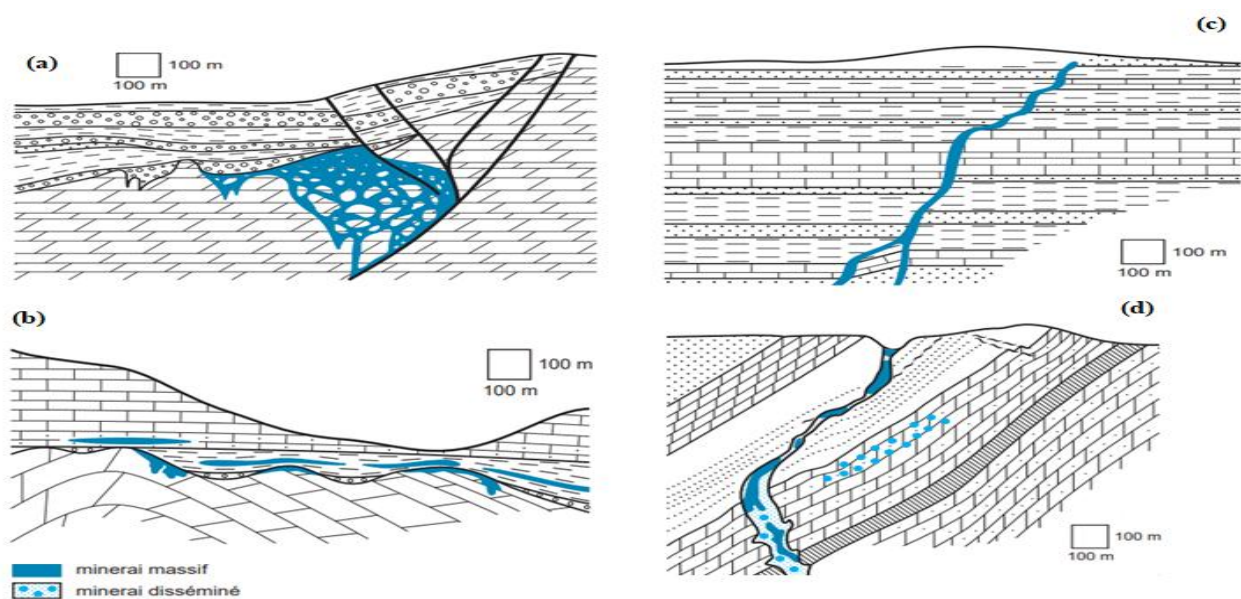 (a)
100 m
100 m
(c)
100 m
100 m
(b)
100 m
100 m
(d)
100 m
100 m
minerai massif
minerai disséminé